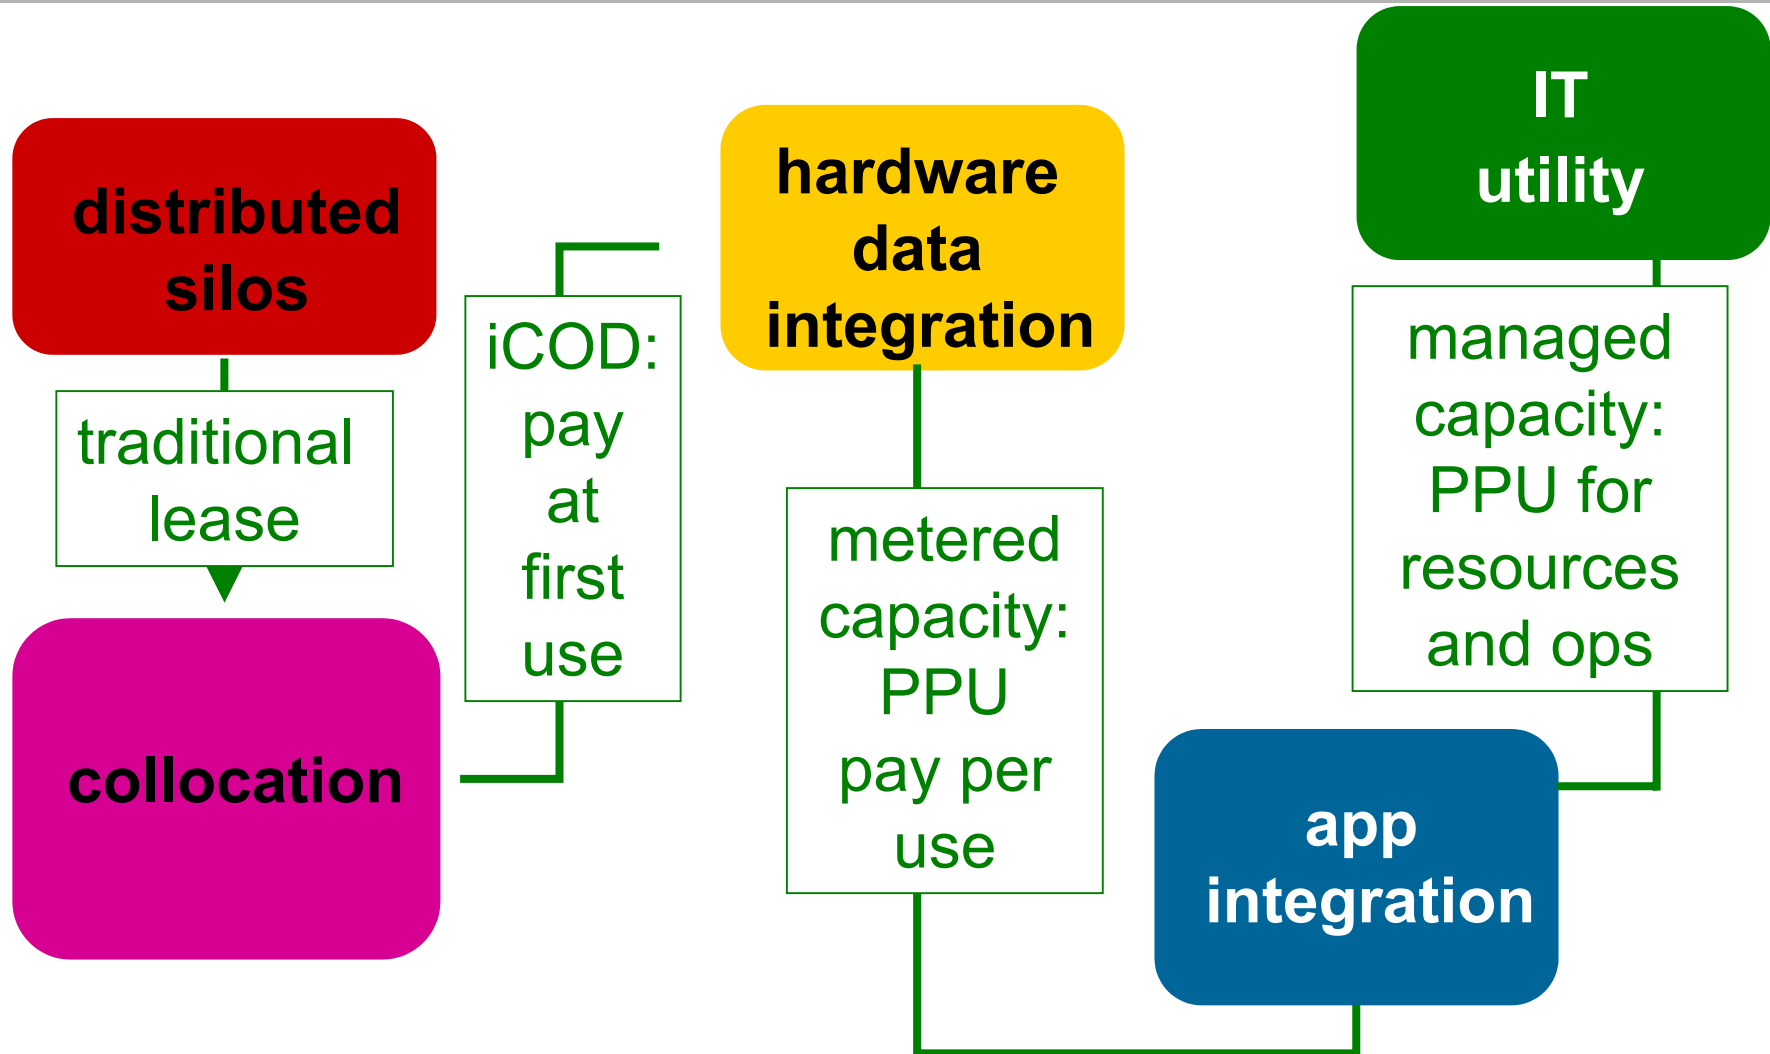 distributed
silos
traditional
lease
collocation
iCOD:
pay
at
first
use
hardware
data
integration
metered
capacity:
PPU
pay per
use
app
integration
managed
capacity:
PPU for
resources
and ops
IT
utility